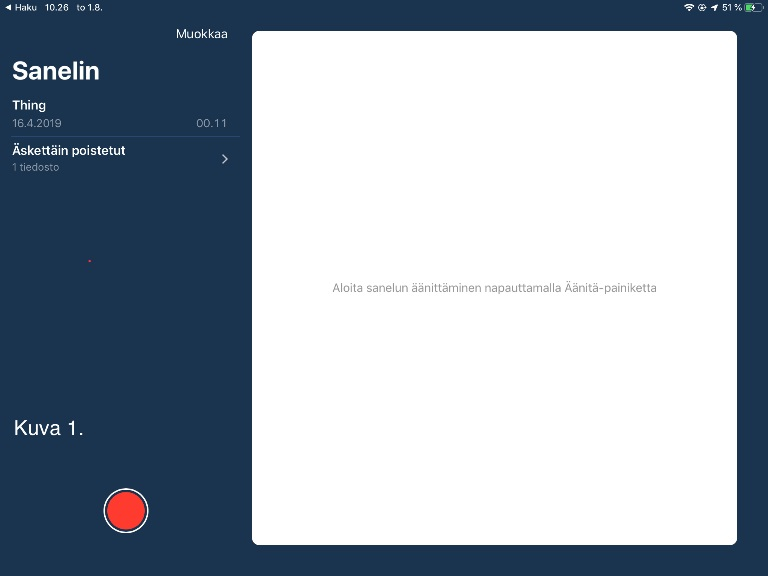 ◀ Haku 10.26 to 1.8. 51 %
Muokkaa
Sanelin
Thing
16.4.2019 00.11
Äskettäin poistetut
1 tiedosto
Aloita sanelun äänittäminen napauttamalla Äänitä-painiketta
Kuva 1.